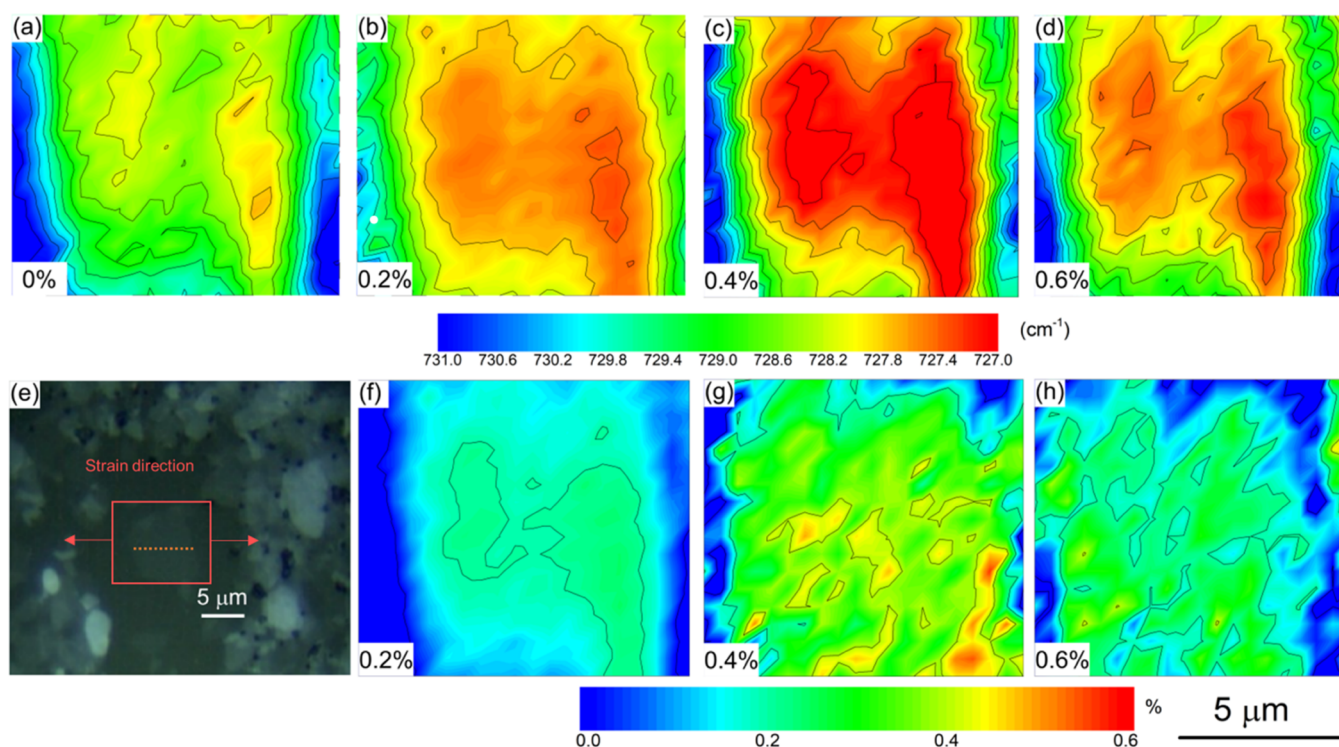 (a) (b) (c) (d)
0% 0.2% 0.4% 0.6%
(cm⁻¹)
731.0 730.6 730.2 729.8 729.4 729.0 728.6 728.2 727.8 727.4 727.0
(e) (f) (g) (h)
Strain direction
5 μm
0.2% 0.4% 0.6%
%
5 μm
0.0 0.2 0.4 0.6